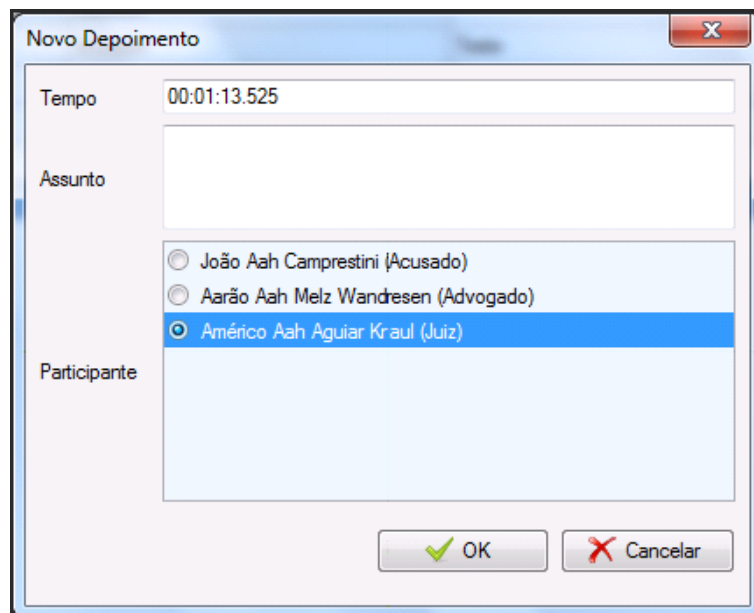 Novo Depoimento
Tempo
00:01:13.525
Assunto
João Aah Camprestini (Acusado)
Aarão Aah Melz Wandresen (Advogado)
Américo Aah Aguiar Kraul (Juiz)
Participante
OK
Cancelar